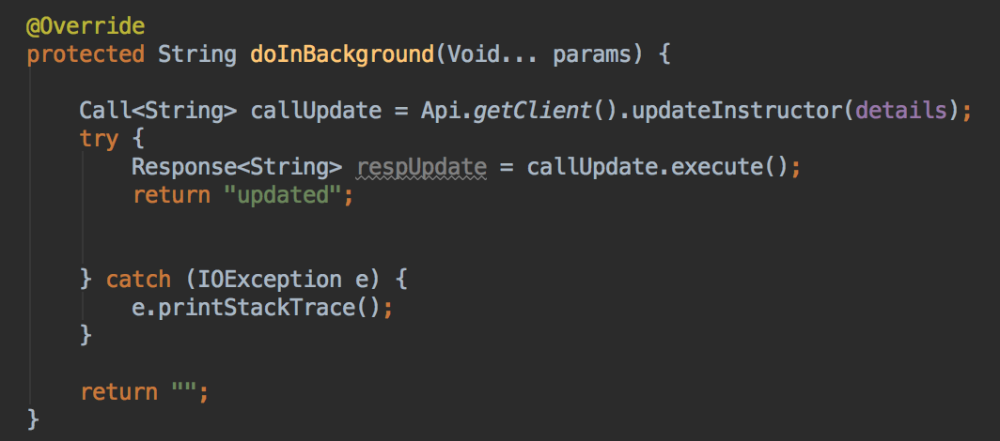 @Override
protected String doInBackground(Void... params) {
Call<String> callUpdate = Api.getClient().updateInstructor(details);
try {
Response<String> respUpdate = callUpdate.execute();
return "updated";
} catch (IOException e) {
e.printStackTrace();
}
return "";
}